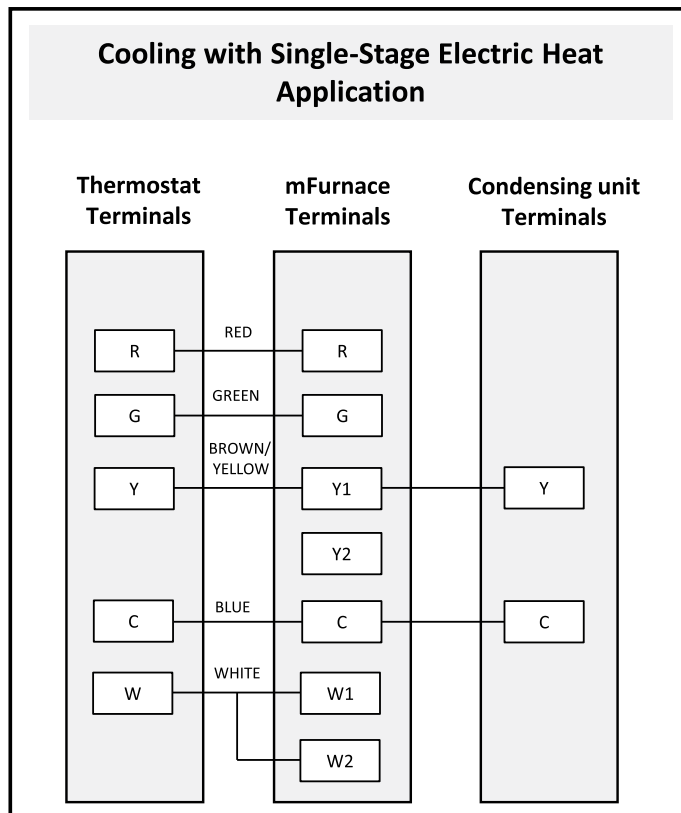 Cooling with Single-Stage Electric Heat
Application
Thermostat
Terminals
mFurnace
Terminals
Condensing unit
Terminals
R
RED
R
G
GREEN
G
BROWN/
YELLOW
Y
Y1
Y
Y2
C
BLUE
C
C
W
WHITE
W1
W2